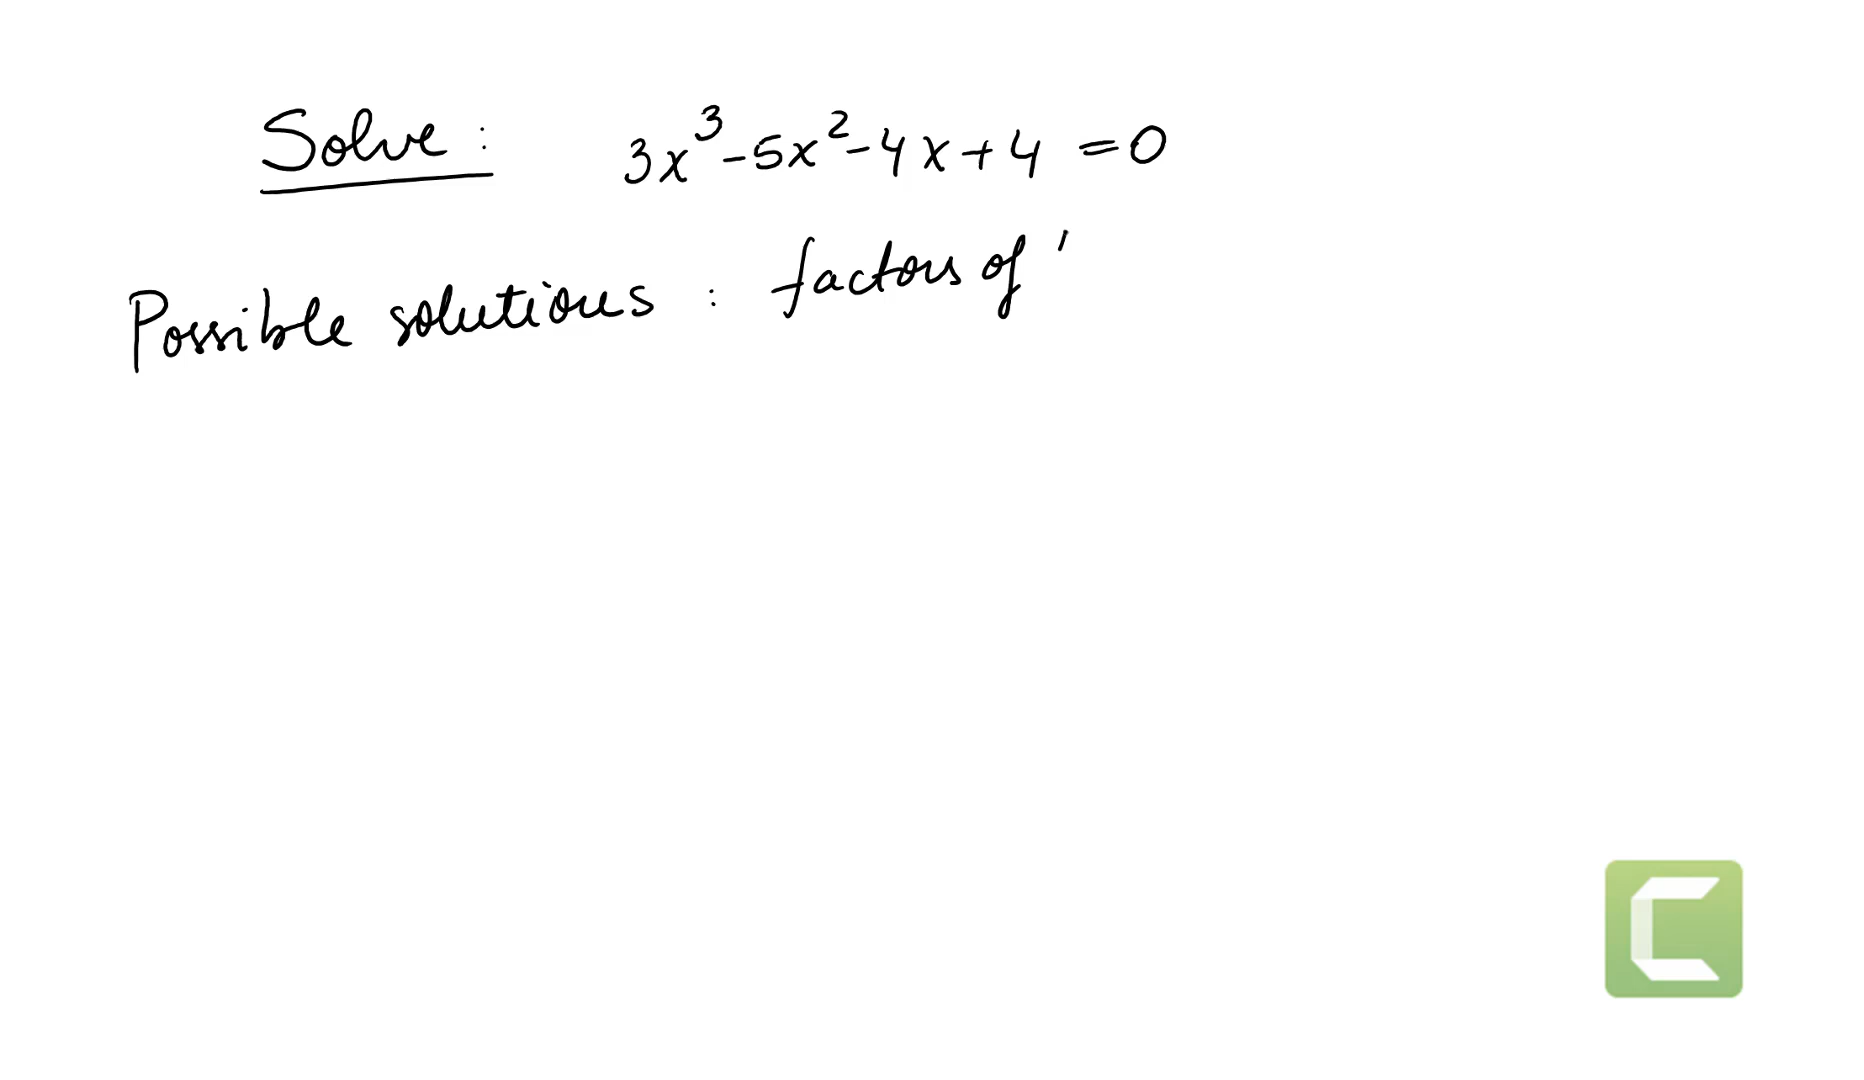 Solve : 3x³-5x²-4x+4 =0
Possible solutions : factors of '